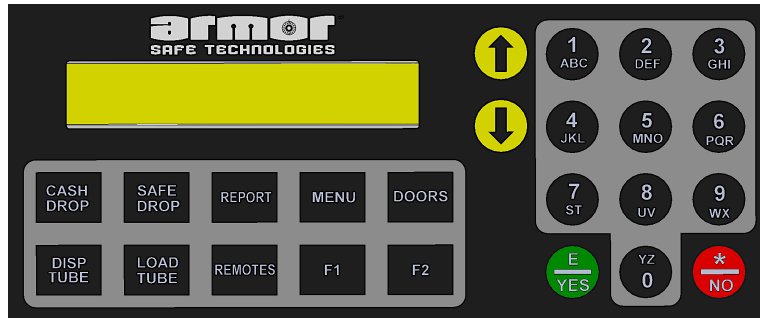 armor
SAFE TECHNOLOGIES
1
ABC
2
DEF
3
GHI
4
JKL
5
MNO
6
PQR
7
ST
8
UV
9
WX
E
YES
YZ
0
*
NO
CASH
DROP
SAFE
DROP
REPORT
MENU
DOORS
DISP
TUBE
LOAD
TUBE
REMOTES
F1
F2